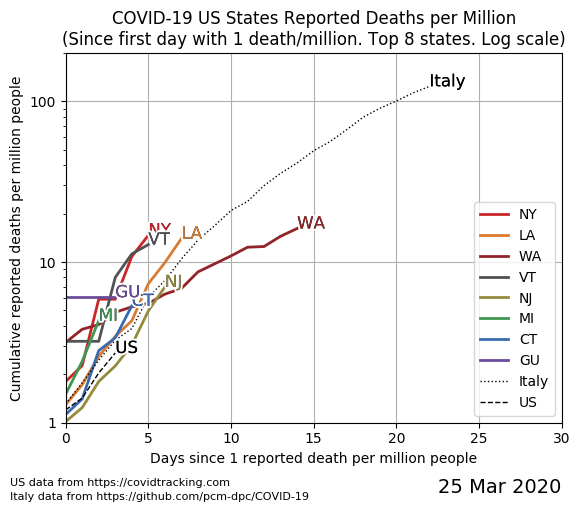 COVID-19 US States Reported Deaths per Million
(Since first day with 1 death/million. Top 8 states. Log scale)
Cumulative reported deaths per million people
100
10
1
Italy
NY
VT
LA
WA
NJ
GU
CT
MI
US
NY
LA
WA
VT
NJ
MI
CT
GU
Italy
US
0 5 10 15 20 25 30
Days since 1 reported death per million people
US data from https://covidtracking.com
Italy data from https://github.com/pcm-dpc/COVID-19
25 Mar 2020